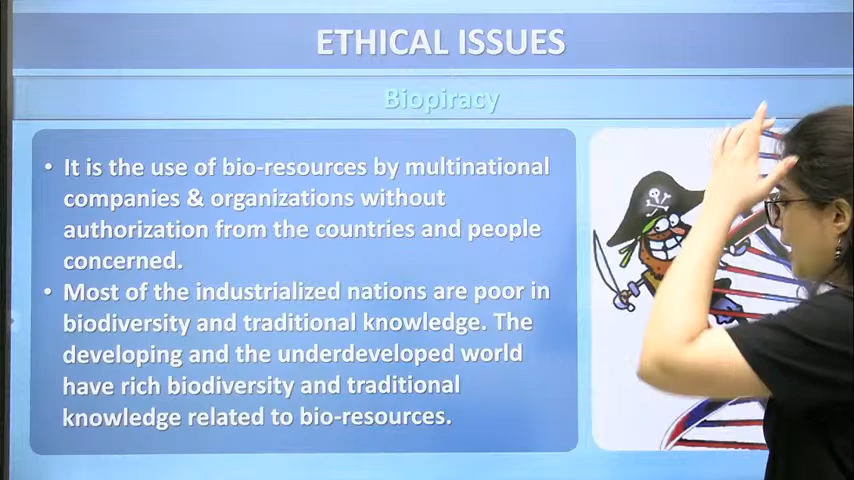 ETHICAL ISSUES
Biopiracy
• It is the use of bio-resources by multinational
companies & organizations without
authorization from the countries and people
concerned.
• Most of the industrialized nations are poor in
biodiversity and traditional knowledge. The
developing and the underdeveloped world
have rich biodiversity and traditional
knowledge related to bio-resources.